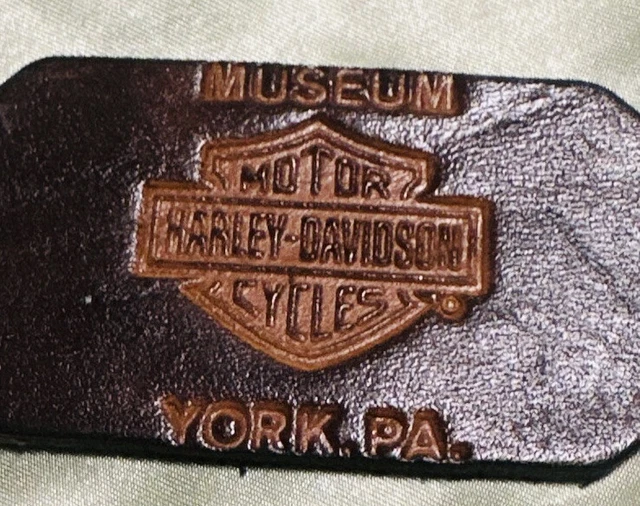 MUSEUM
MOTOR
HARLEY-DAVIDSON
CYCLES ®
YORK, PA.